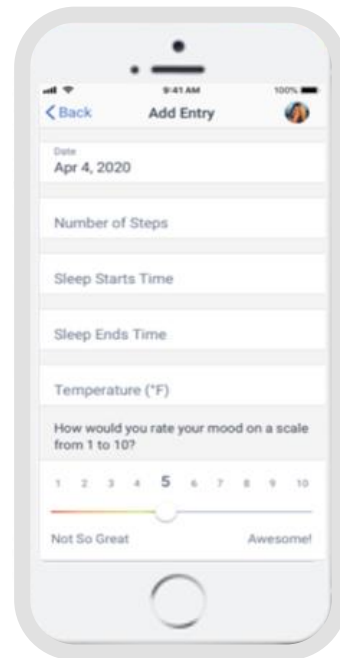 9:41 AM
100%
Back
Add Entry
Date
Apr 4, 2020
Number of Steps
Sleep Starts Time
Sleep Ends Time
Temperature (°F)
How would you rate your mood on a scale
from 1 to 10?
1 2 3 4 5 6 7 8 9 10
Not So Great
Awesome!